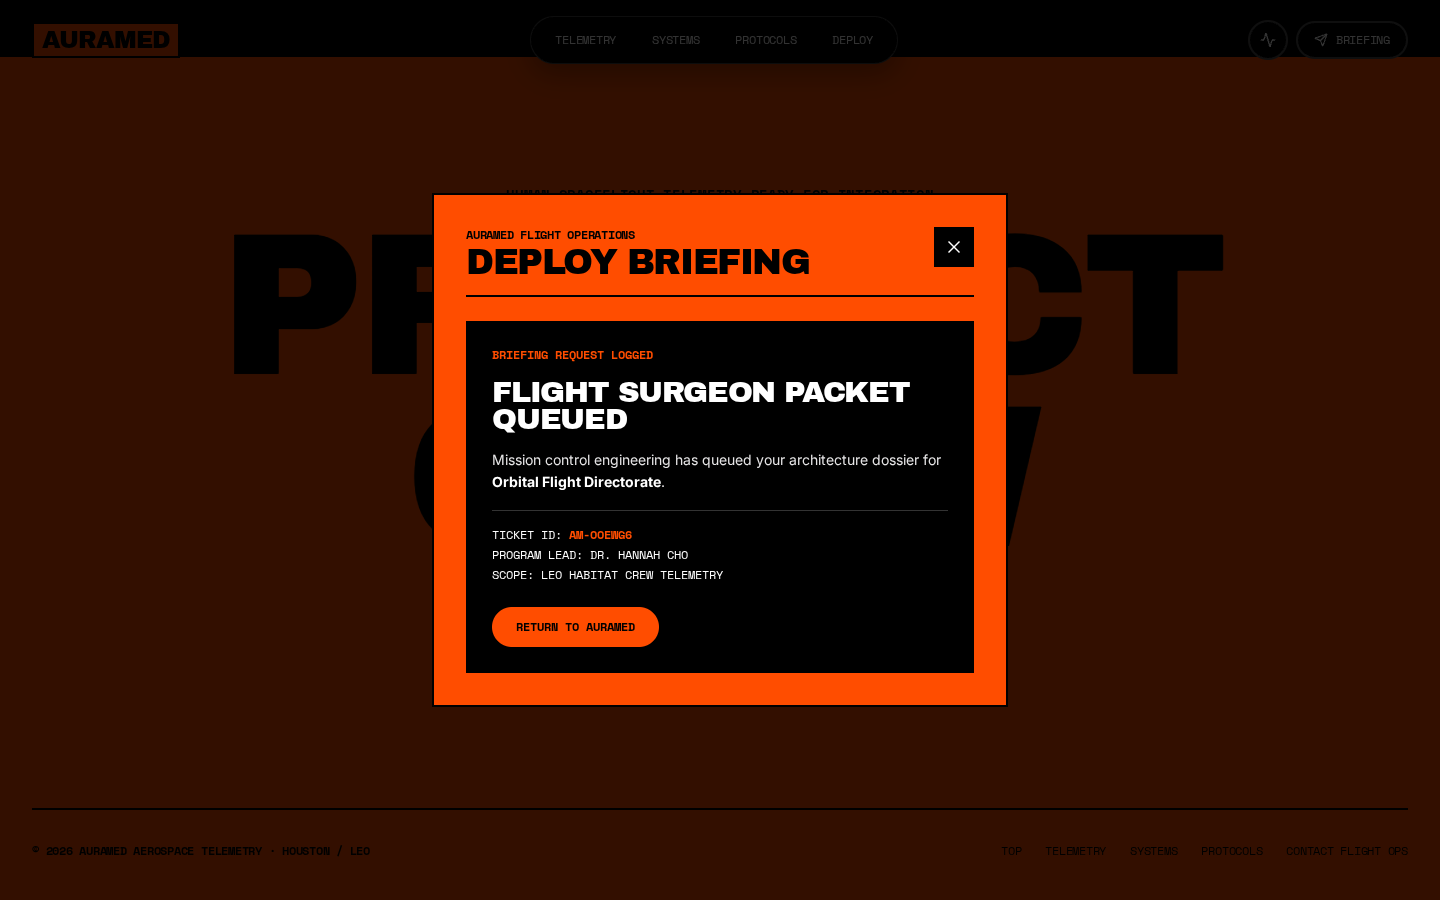 AURAMED
TELEMETRY SYSTEMS PROTOCOLS DEPLOY
BRIEFING
AURAMED FLIGHT OPERATIONS
DEPLOY BRIEFING
BRIEFING REQUEST LOGGED
FLIGHT SURGEON PACKET
QUEUED
Mission control engineering has queued your architecture dossier for
Orbital Flight Directorate.
TICKET ID: AM-OOEWG6
PROGRAM LEAD: DR. HANNAH CHO
SCOPE: LEO HABITAT CREW TELEMETRY
RETURN TO AURAMED
© 2026 AURAMED AEROSPACE TELEMETRY · HOUSTON / LEO
TOP TELEMETRY SYSTEMS PROTOCOLS CONTACT FLIGHT OPS